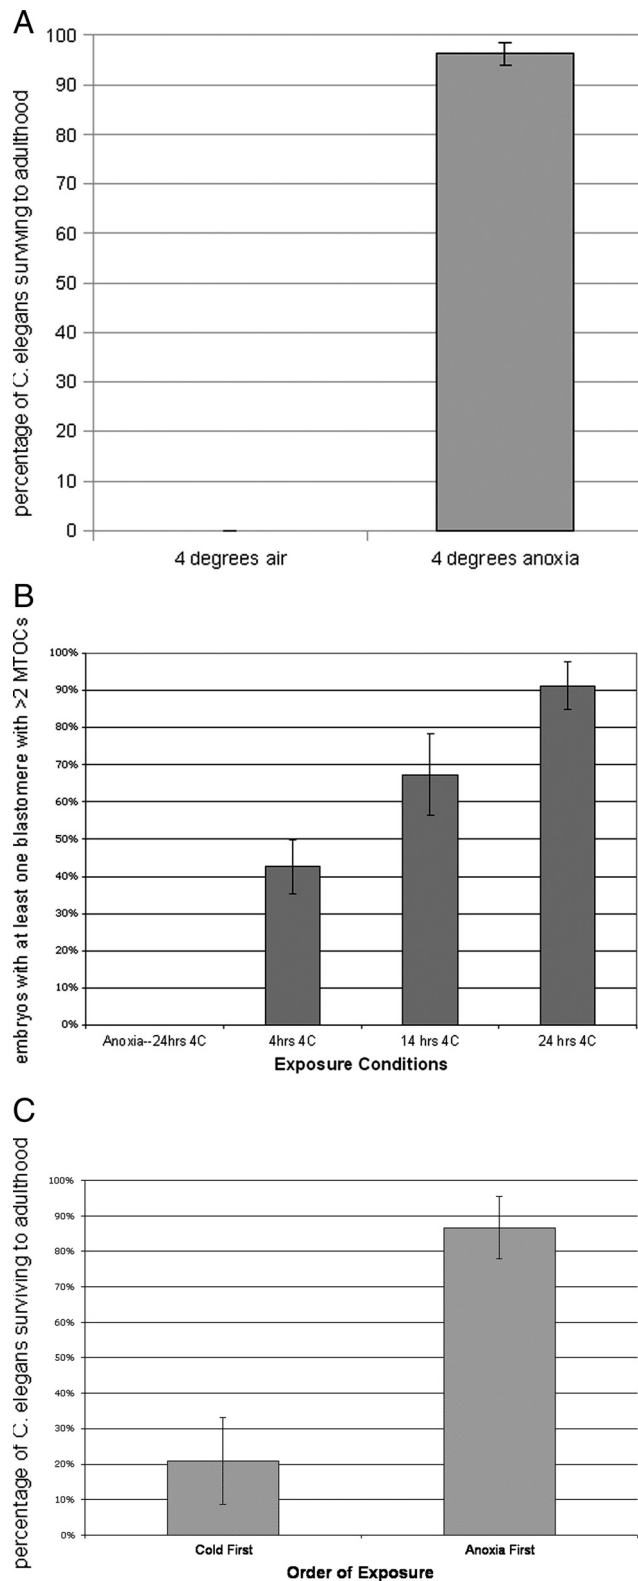 A
percentage of C. elegans surviving to adulthood
100
90
80
70
60
50
40
30
20
10
0
4 degrees air
4 degrees anoxia
B
embryos with at least one blastomere with >2 MTOCs
100%
90%
80%
70%
60%
50%
40%
30%
20%
10%
0%
Anoxia--24hrs 4C
4hrs 4C
14 hrs 4C
24 hrs 4C
Exposure Conditions
C
percentage of C. elegans surviving to adulthood
100%
90%
80%
70%
60%
50%
40%
30%
20%
10%
0%
Cold First
Anoxia First
Order of Exposure